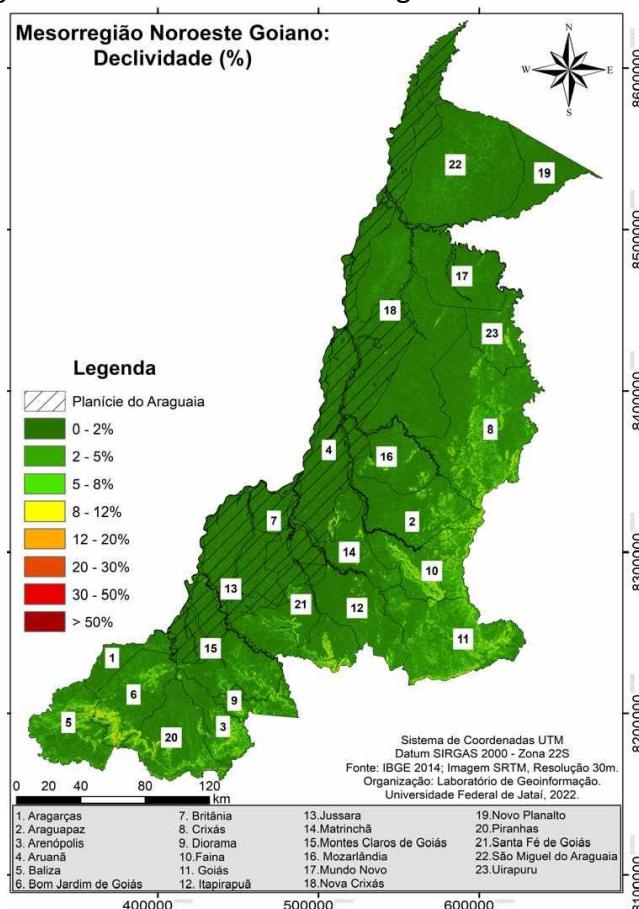 Mesorregião Noroeste Goiano:
Declividade (%)
N
W
E
S
22
19
17
18
23
8
4
16
7
2
14
10
13
21
12
11
15
1
6
9
5
3
20
Legenda
Planície do Araguaia
0 - 2%
2 - 5%
5 - 8%
8 - 12%
12 - 20%
20 - 30%
30 - 50%
> 50%
0 20 40 80 120
km
Sistema de Coordenadas UTM
Datum SIRGAS 2000 - Zona 22S
Fonte: IBGE 2014; Imagem SRTM, Resolução 30m.
Organização: Laboratório de Geoinformação.
Universidade Federal de Jataí, 2022.
8600000
8500000
8400000
8300000
8200000
1. Aragarças
2. Araguapaz
3. Arenópolis
4. Aruanã
5. Baliza
6. Bom Jardim de Goiás
7. Britânia
8. Crixás
9. Diorama
10.Faina
11. Goiás
12. Itapirapuã
13.Jussara
14.Matrinchã
15.Montes Claros de Goiás
16. Mozarlândia
17.Mundo Novo
18.Nova Crixás
19.Novo Planalto
20.Piranhas
21.Santa Fé de Goiás
22.São Miguel do Araguaia
23.Uirapuru
400000
500000
600000